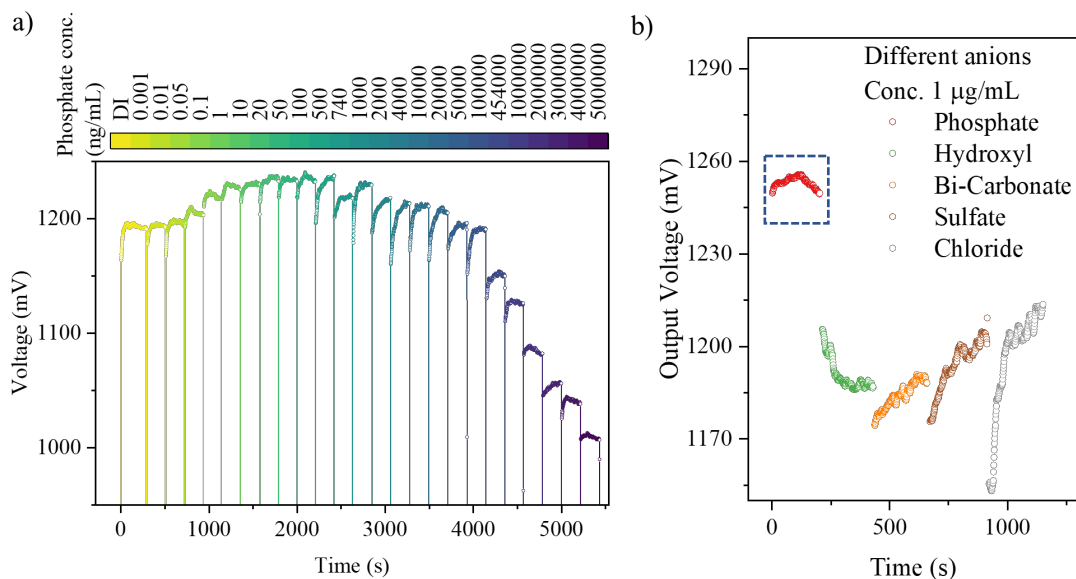 a)
Phosphate conc.
(ng/mL)
DI
0.001
0.01
0.05
0.1
1
10
20
50
100
500
740
1000
2000
4000
10000
20000
50000
100000
454000
1000000
2000000
3000000
4000000
5000000
1200
1100
1000
Voltage (mV)
0 1000 2000 3000 4000 5000
Time (s)
b)
Different anions
Conc. 1 μg/mL
Phosphate
Hydroxyl
Bi-Carbonate
Sulfate
Chloride
1290
1260
1230
1200
1170
Output Voltage (mV)
0 500 1000
Time (s)